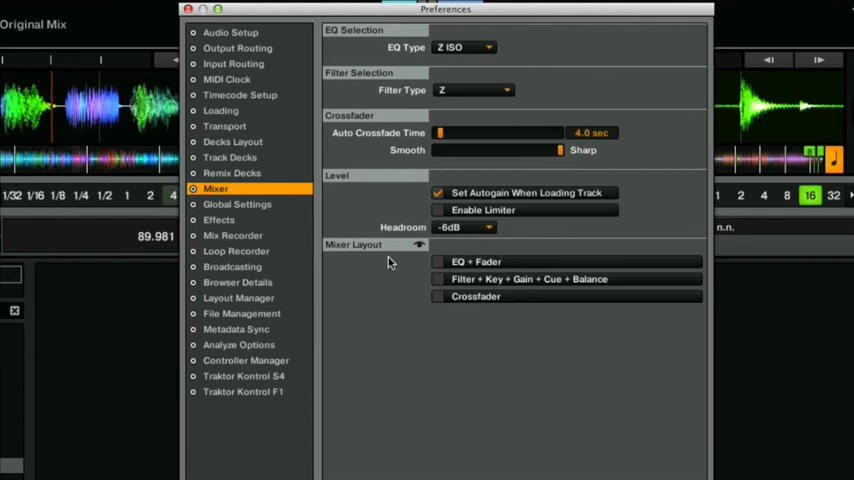 Preferences
Original Mix
Audio Setup
Output Routing
Input Routing
MIDI Clock
Timecode Setup
Loading
Transport
Decks Layout
Track Decks
Remix Decks
Mixer
Global Settings
Effects
Mix Recorder
Loop Recorder
Broadcasting
Browser Details
Layout Manager
File Management
Metadata Sync
Analyze Options
Controller Manager
Traktor Kontrol S4
Traktor Kontrol F1
EQ Selection
EQ Type Z ISO
Filter Selection
Filter Type Z
Crossfader
Auto Crossfade Time 4.0 sec
Smooth Sharp
Level
Set Autogain When Loading Track
Enable Limiter
Headroom -6dB
Mixer Layout
EQ + Fader
Filter + Key + Gain + Cue + Balance
Crossfader
1/32 1/16 1/8 1/4 1/2 1 2 4
8 16 32
89.981
n.n.